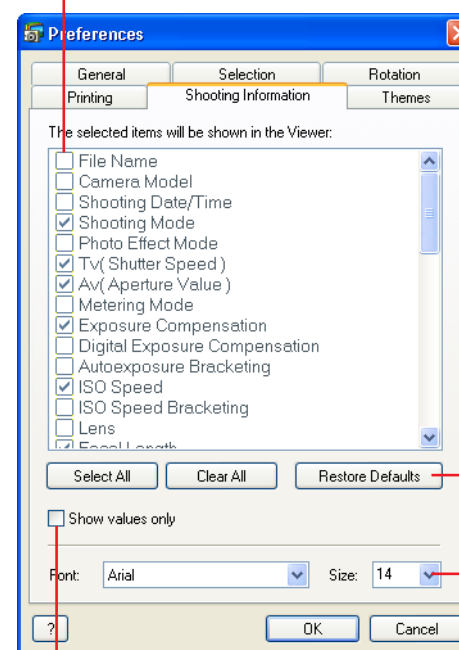 Preferences
General Selection Rotation
Printing Shooting Information Themes
The selected items will be shown in the Viewer:
File Name
Camera Model
Shooting Date/Time
Shooting Mode
Photo Effect Mode
Tv( Shutter Speed )
Av( Aperture Value )
Metering Mode
Exposure Compensation
Digital Exposure Compensation
Autoexposure Bracketing
ISO Speed
ISO Speed Bracketing
Lens
Focal Length
Select All Clear All Restore Defaults
Show values only
Font: Arial Size: 14
? OK Cancel